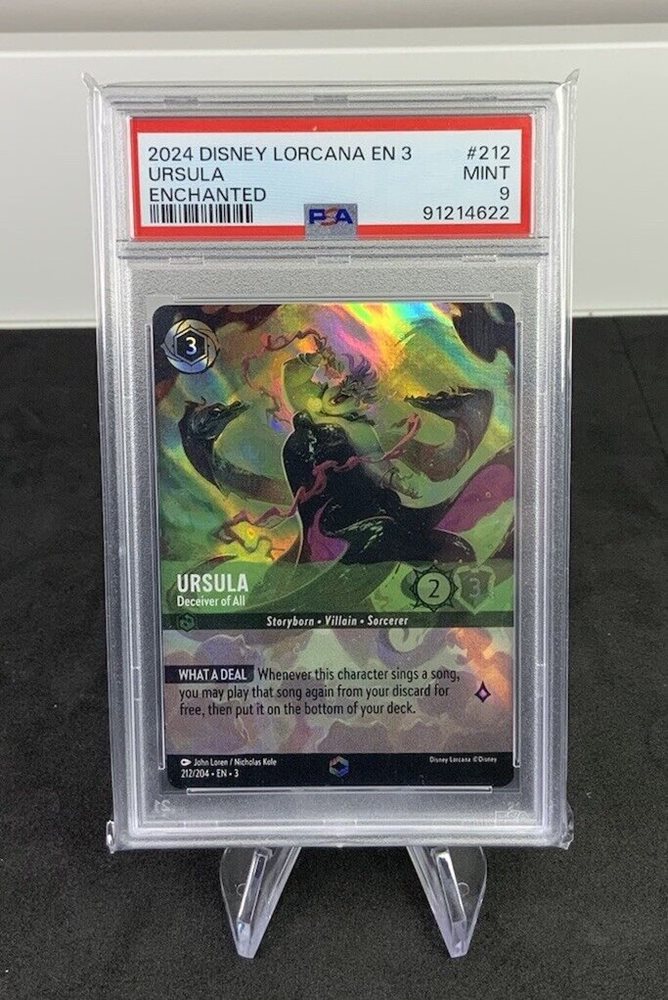 2024 DISNEY LORCANA EN 3 #212
URSULA MINT
ENCHANTED 9
PSA 91214622
3
URSULA
Deceiver of All
2 3
Storyborn • Villain • Sorcerer
WHAT A DEAL Whenever this character sings a song,
you may play that song again from your discard for
free, then put it on the bottom of your deck.
John Loren / Nicholas Kole
Disney Lorcana ©Disney
212/204 • EN • 3